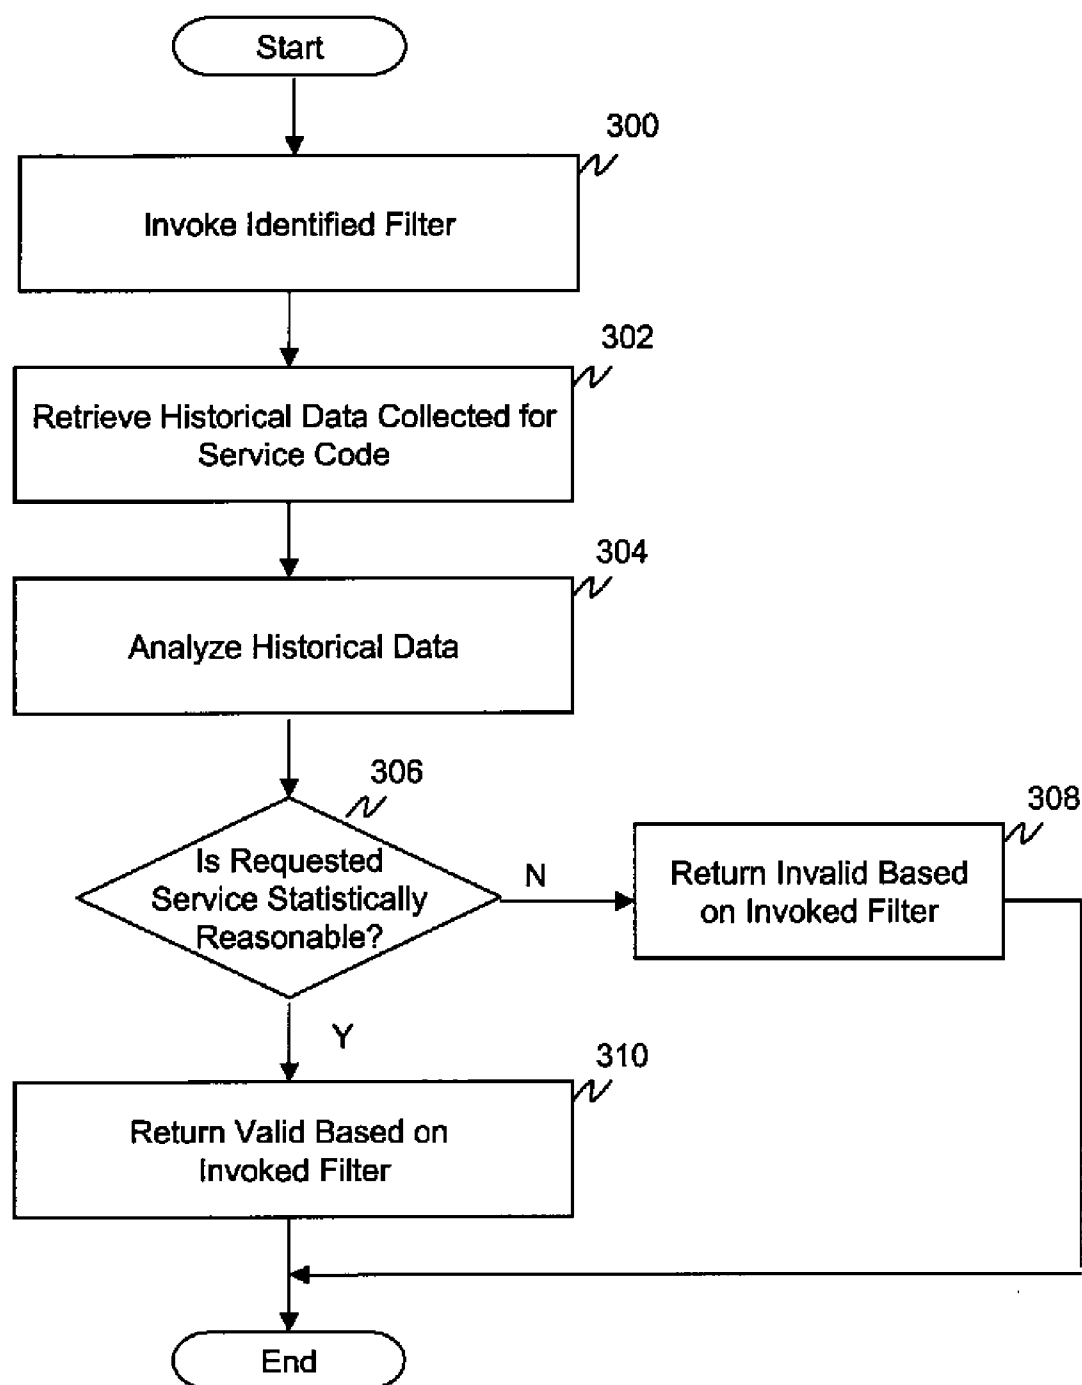 Start
300
Invoke Identified Filter
302
Retrieve Historical Data Collected for
Service Code
304
Analyze Historical Data
306
Is Requested
Service Statistically
Reasonable?
N
308
Return Invalid Based
on Invoked Filter
Y
310
Return Valid Based on
Invoked Filter
End